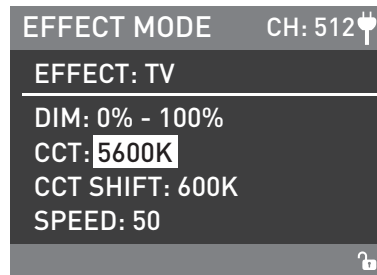 EFFECT MODE CH: 512
EFFECT: TV
DIM: 0% - 100%
CCT: 5600K
CCT SHIFT: 600K
SPEED: 50